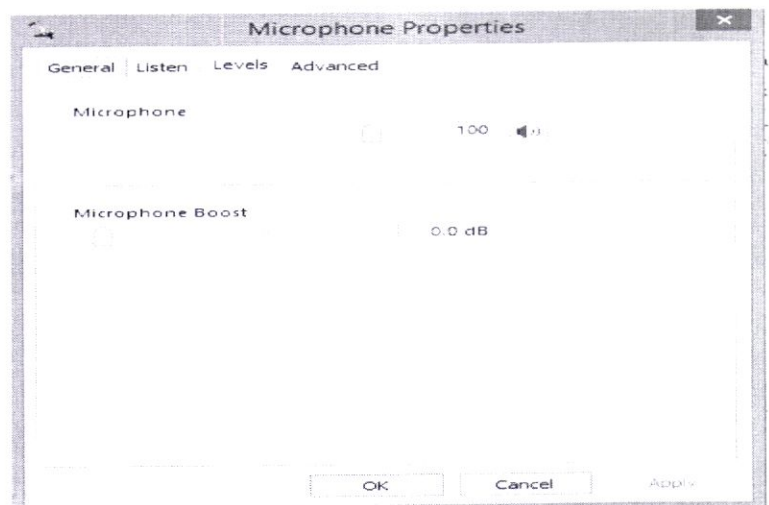 Microphone Properties
General Listen Levels Advanced
Microphone
100
Microphone Boost
0.0 dB
OK Cancel Apply